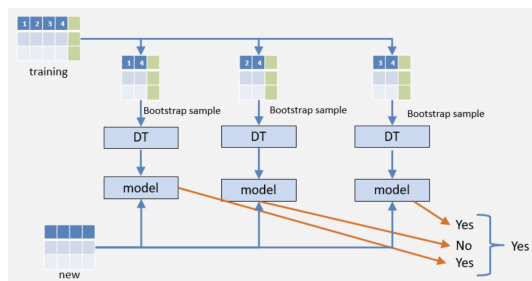 1 2 3 4
training
1 4
2 4
3 4
Bootstrap sample
Bootstrap sample
Bootstrap sample
DT
DT
DT
model
model
model
Yes
No
Yes
Yes
new